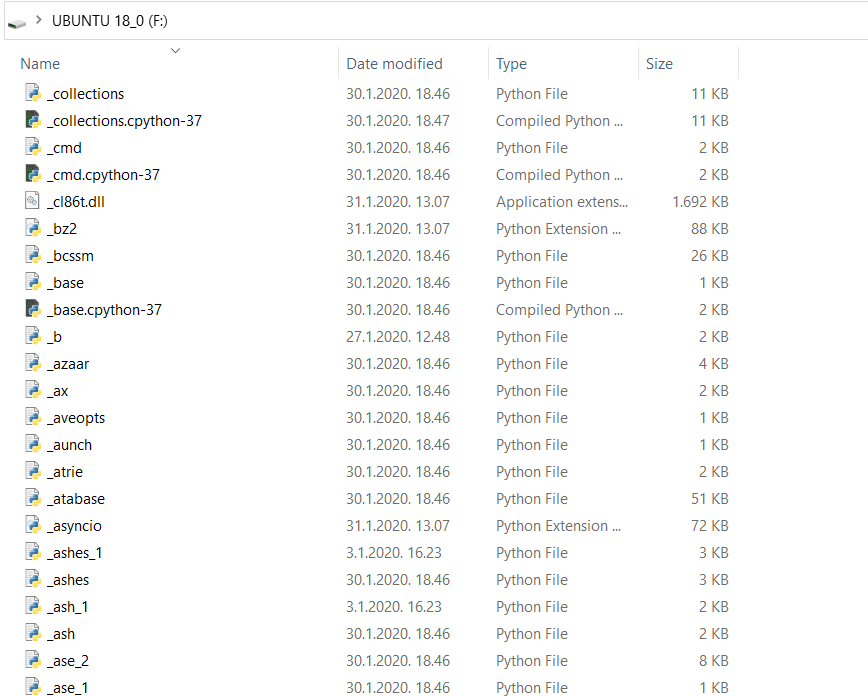 UBUNTU 18_0 (F:)
Name Date modified Type Size
_collections 30.1.2020. 18.46 Python File 11 KB
_collections.cpython-37 30.1.2020. 18.47 Compiled Python ... 11 KB
_cmd 30.1.2020. 18.46 Python File 2 KB
_cmd.cpython-37 30.1.2020. 18.46 Compiled Python ... 2 KB
_cl86t.dll 31.1.2020. 13.07 Application extens... 1.692 KB
_bz2 31.1.2020. 13.07 Python Extension ... 88 KB
_bcssm 30.1.2020. 18.46 Python File 26 KB
_base 30.1.2020. 18.46 Python File 1 KB
_base.cpython-37 30.1.2020. 18.46 Compiled Python ... 2 KB
_b 27.1.2020. 12.48 Python File 2 KB
_azaar 30.1.2020. 18.46 Python File 4 KB
_ax 30.1.2020. 18.46 Python File 2 KB
_aveopts 30.1.2020. 18.46 Python File 1 KB
_aunch 30.1.2020. 18.46 Python File 1 KB
_atrie 30.1.2020. 18.46 Python File 2 KB
_atabase 30.1.2020. 18.46 Python File 51 KB
_asyncio 31.1.2020. 13.07 Python Extension ... 72 KB
_ashes_1 3.1.2020. 16.23 Python File 3 KB
_ashes 30.1.2020. 18.46 Python File 3 KB
_ash_1 3.1.2020. 16.23 Python File 2 KB
_ash 30.1.2020. 18.46 Python File 2 KB
_ase_2 30.1.2020. 18.46 Python File 8 KB
_ase_1 30.1.2020. 18.46 Python File 1 KB